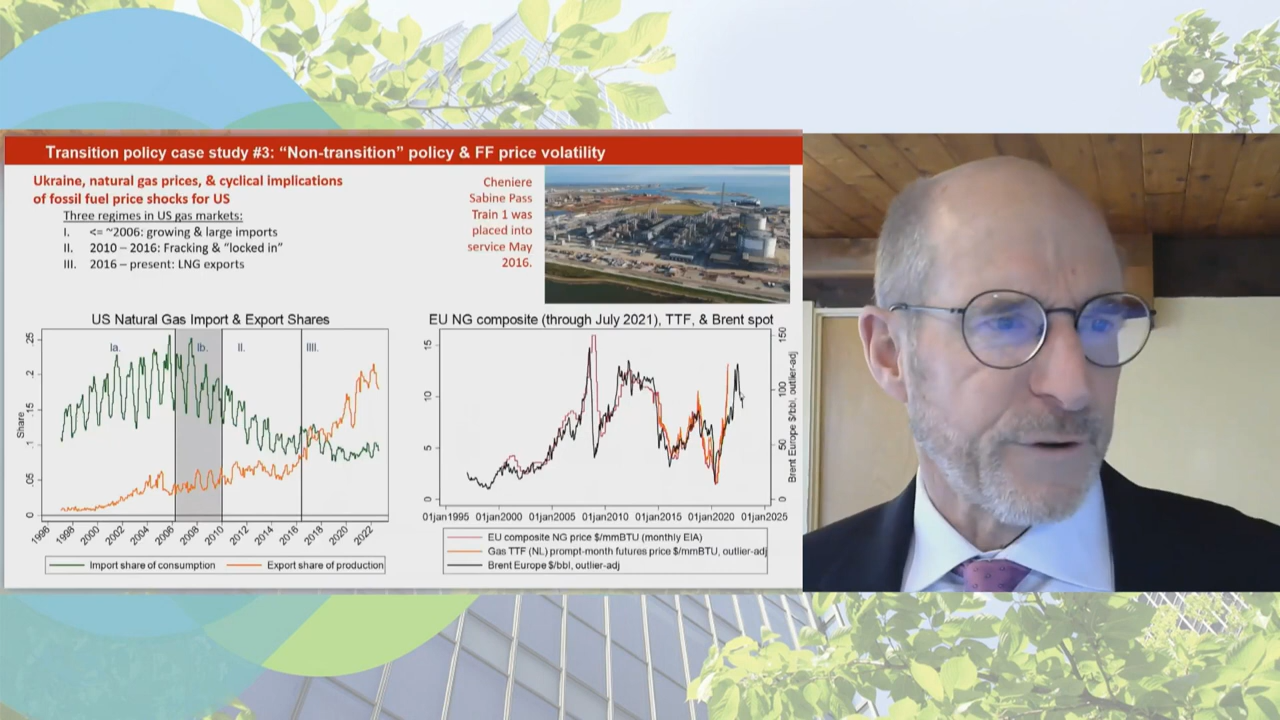 Transition policy case study #3: “Non-transition” policy & FF price volatility
Ukraine, natural gas prices, & cyclical implications
of fossil fuel price shocks for US
Three regimes in US gas markets:
I. <= ~2006: growing & large imports
II. 2010 – 2016: Fracking & “locked in”
III. 2016 – present: LNG exports
Cheniere
Sabine Pass
Train 1 was
placed into
service May
2016.
US Natural Gas Import & Export Shares
Ia.
Ib.
II.
IIII.
Share
0
.05
.1
.15
.2
.25
1996 1998 2000 2002 2004 2006 2008 2010 2012 2014 2016 2018 2020 2022
Import share of consumption
Export share of production
EU NG composite (through July 2021), TTF, & Brent spot
0
5
10
15
0
50
100
150
Brent Europe $/bbl, outlier-adj
01jan1995 01jan2000 01jan2005 01jan2010 01jan2015 01jan2020 01jan2025
EU composite NG price $/mmBTU (monthly EIA)
Gas TTF (NL) prompt-month futures price $/mmBTU, outlier-adj
Brent Europe $/bbl, outlier-adj